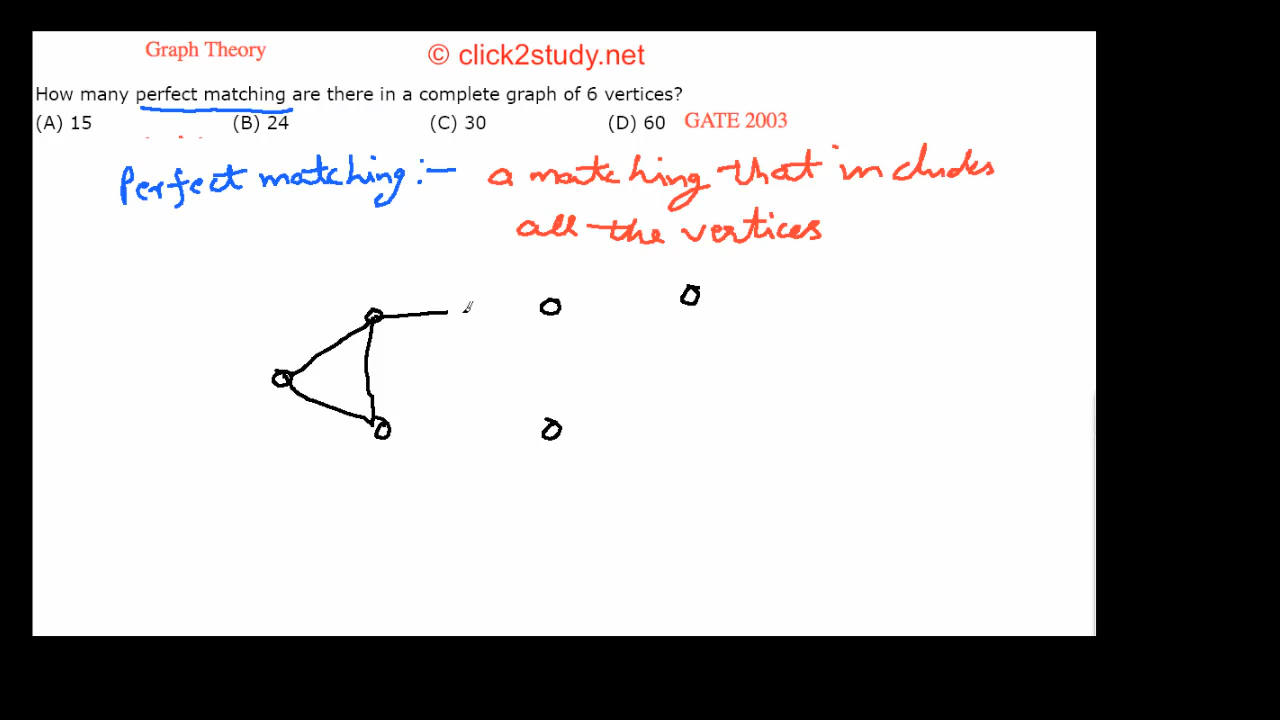 Graph Theory
© click2study.net
How many perfect matching are there in a complete graph of 6 vertices?
(A) 15 (B) 24 (C) 30 (D) 60 GATE 2003
Perfect matching :- a matching that includes
all the vertices